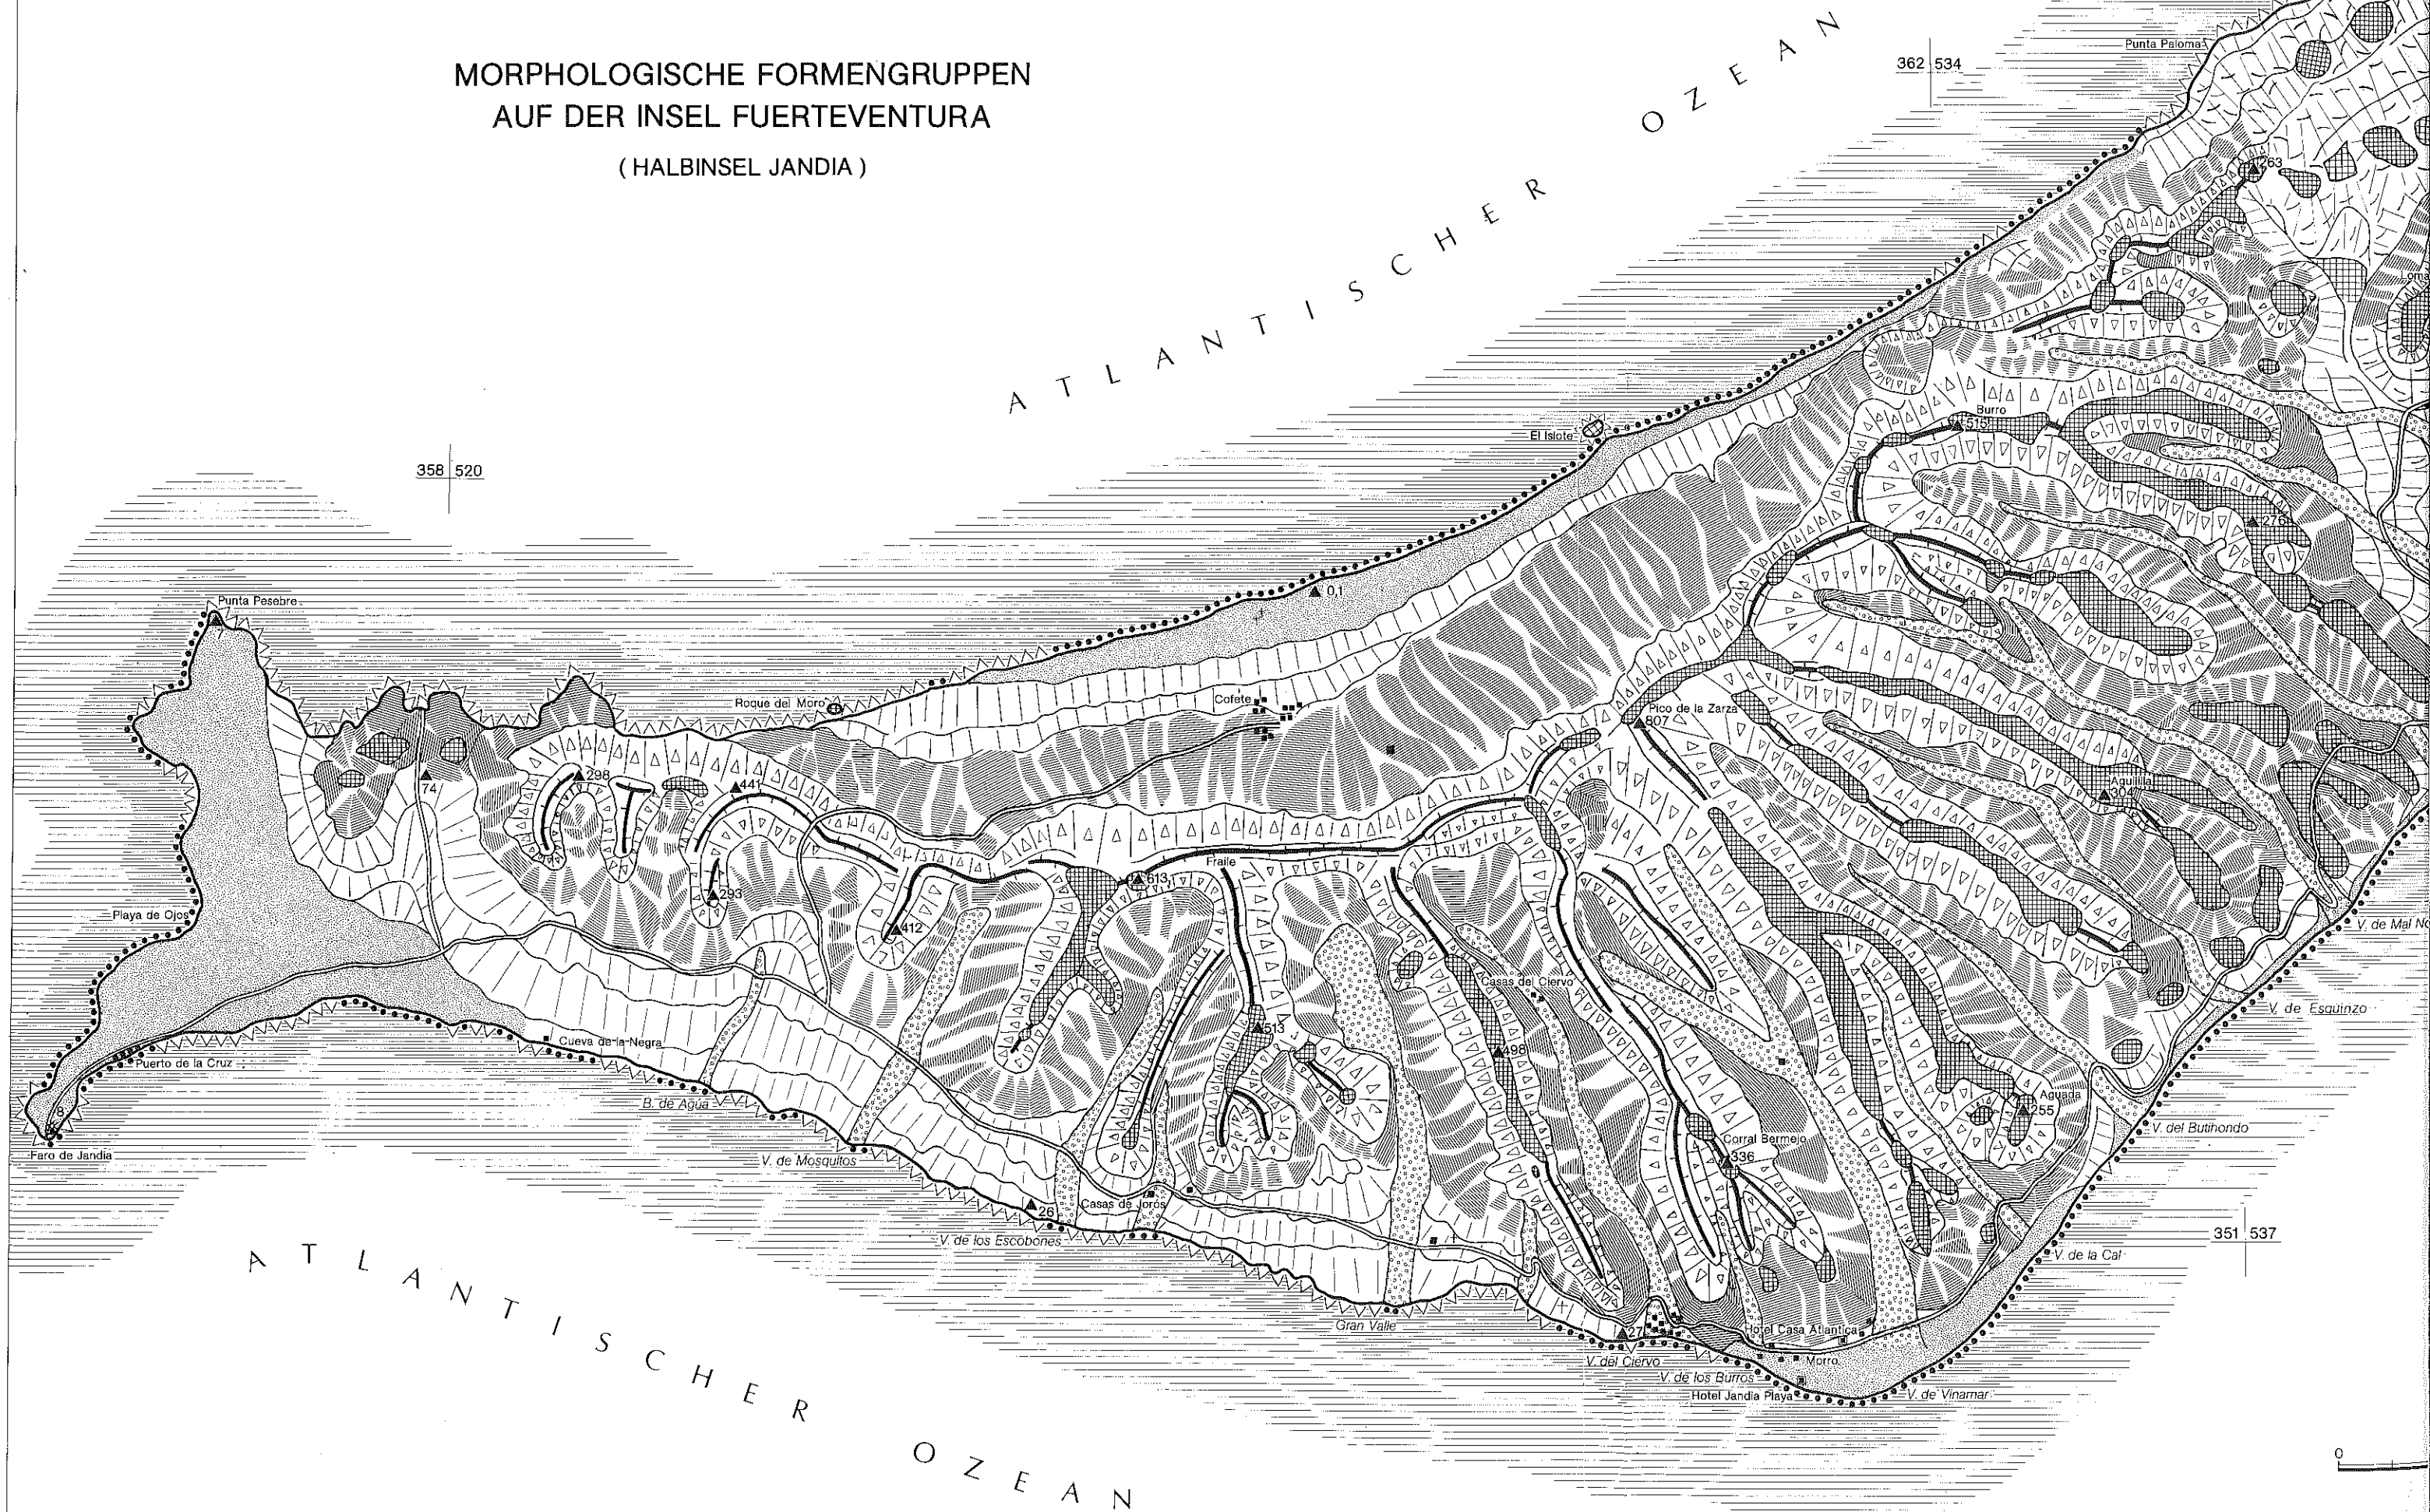 MORPHOLOGISCHE FORMENGRUPPEN
AUF DER INSEL FUERTEVENTURA
( HALBINSEL JANDIA )
ATLANTISCHER OZEAN
362 534
Punta Paloma
263
Burro
515
El Islote
276
358 520
0,1
Punta Pesebre
Roque del Moro
Cofete
Pico de la Zarza
807
298
441
74
Aguililla
304
Fraile
613
293
412
Playa de Ojos
V. de Mal
Casas del Ciervo
V. de Esquinzo
513
Cueva de la Negra
498
Puerto de la Cruz
B. de Agua
8
Aguada
255
V. del Butihondo
Corral Bermejo
336
Faro de Jandia
V. de Mosquitos
Casas de Joros
26
V. de los Escobones
351 537
V. de la Cal
Gran Valle
27
Hotel Casa Atlantica
V. del Ciervo
Morro
V. de los Burros
Hotel Jandia Playa
V. de Vinamar
ATLANTISCHER OZEAN
0